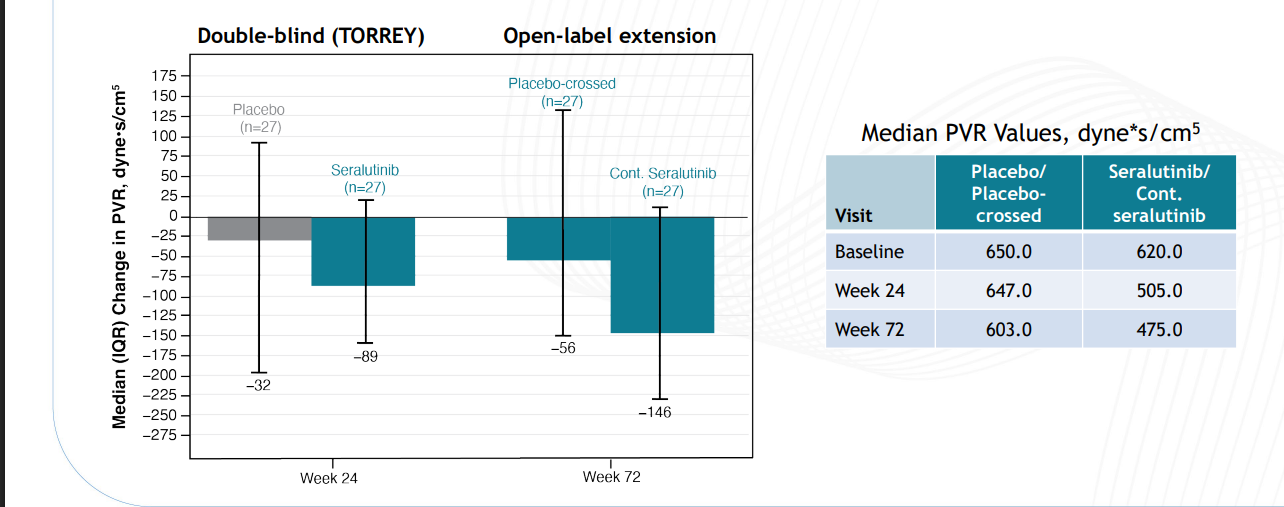 Double-blind (TORREY)
Open-label extension
Median (IQR) Change in PVR, dyne•s/cm⁵
175
150
125
100
75
50
25
0
−25
−50
−75
−100
−125
−150
−175
−200
−225
−250
−275
Placebo
(n=27)
Seralutinib
(n=27)
Placebo-crossed
(n=27)
Cont. Seralutinib
(n=27)
−32
−89
−56
−146
Week 24
Week 72
Median PVR Values, dyne*s/cm⁵
Visit
Placebo/
Placebo-
crossed
Seralutinib/
Cont.
seralutinib
Baseline 650.0 620.0
Week 24 647.0 505.0
Week 72 603.0 475.0